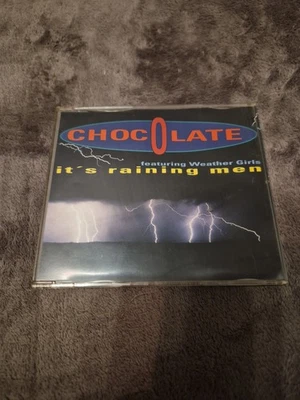 CHOCOLATE
featuring Weather Girls
it's raining men